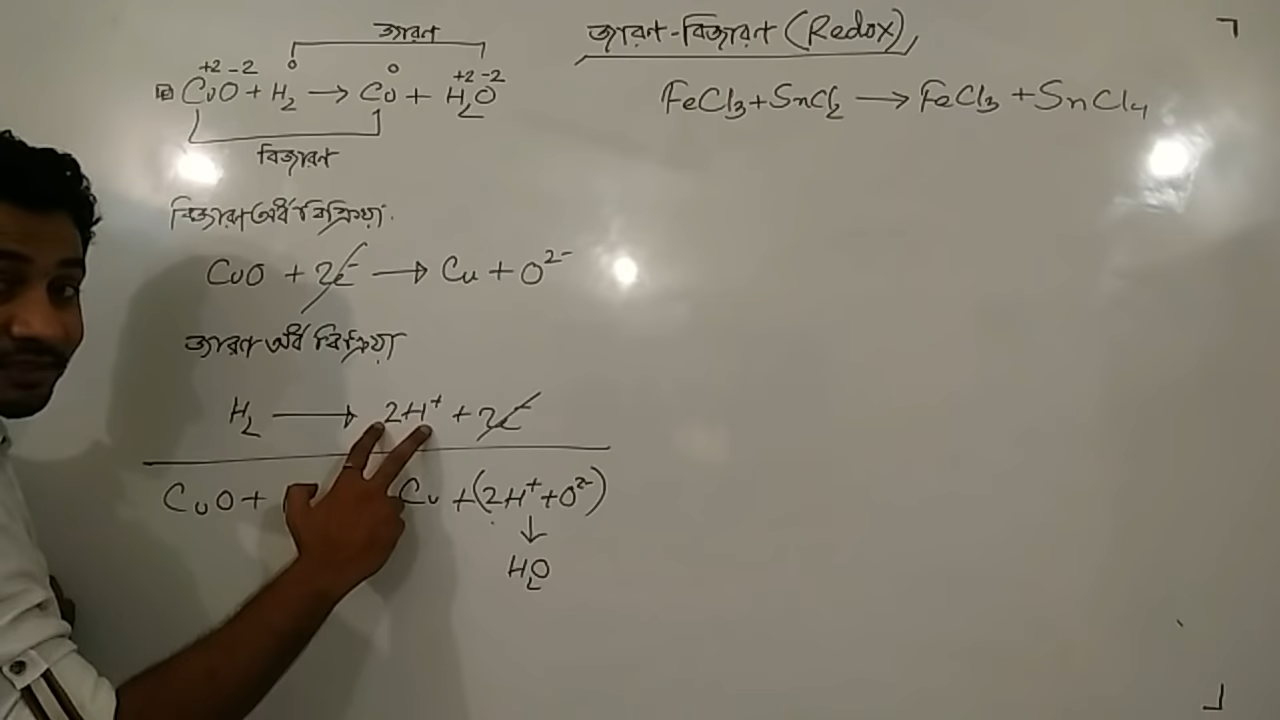 জারণ-বিজারণ (Redox)
জারণ
+2 -2 0 0 +2 -2
CuO + H2 → Cu + H2O
বিজারণ
FeCl3 + SnCl2 → FeCl3 + SnCl4
বিজারণ অর্ধ বিক্রিয়া:
CuO + 2e- → Cu + O2-
জারণ অর্ধ বিক্রিয়া
H2 → 2H+ + 2e-
CuO + Cu + (2H+ + O2-)
↓
H2O